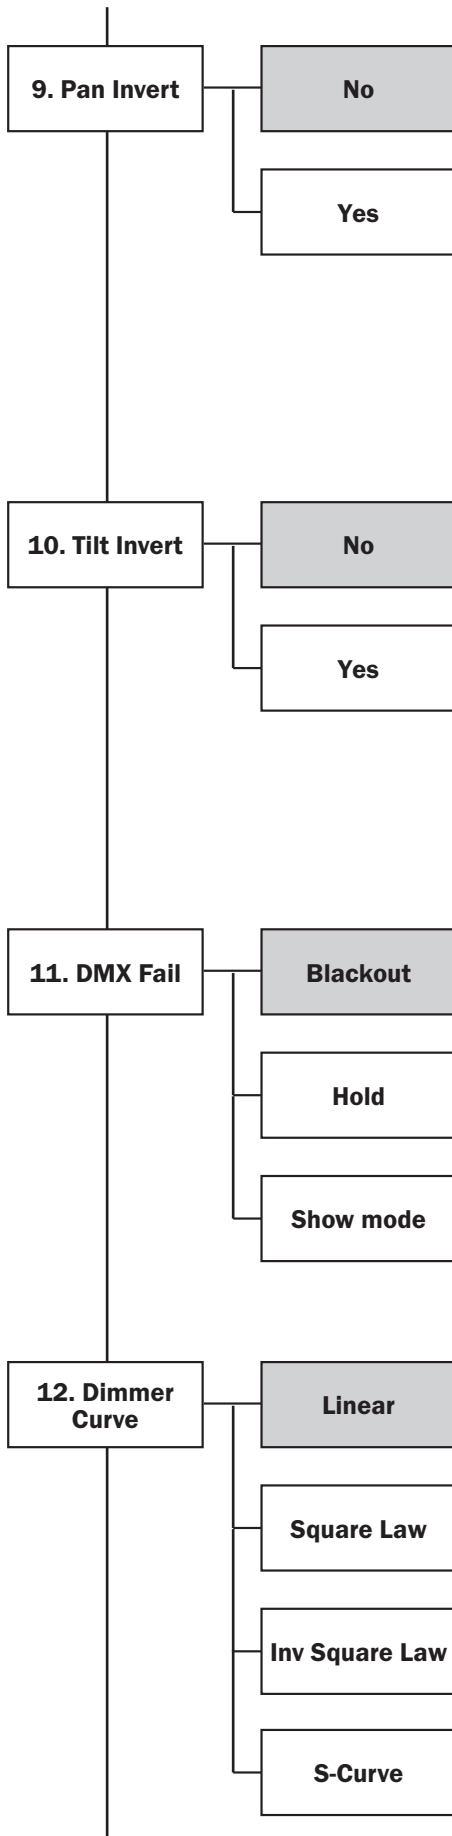 9. Pan Invert
No
Yes
10. Tilt Invert
No
Yes
11. DMX Fail
Blackout
Hold
Show mode
12. Dimmer
Curve
Linear
Square Law
Inv Square Law
S-Curve